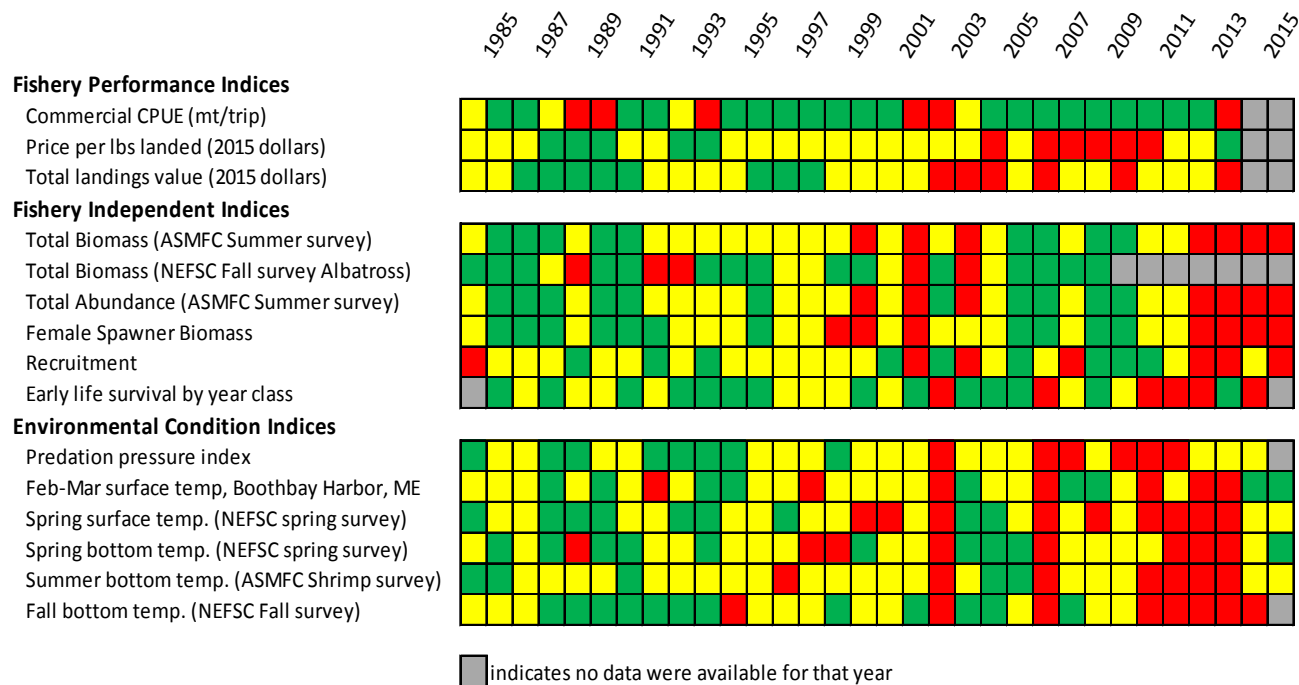 1985 1987 1989 1991 1993 1995 1997 1999 2001 2003 2005 2007 2009 2011 2013 2015
Fishery Performance Indices
Commercial CPUE (mt/trip)
Price per lbs landed (2015 dollars)
Total landings value (2015 dollars)
Fishery Independent Indices
Total Biomass (ASMFC Summer survey)
Total Biomass (NEFSC Fall survey Albatross)
Total Abundance (ASMFC Summer survey)
Female Spawner Biomass
Recruitment
Early life survival by year class
Environmental Condition Indices
Predation pressure index
Feb-Mar surface temp, Boothbay Harbor, ME
Spring surface temp. (NEFSC spring survey)
Spring bottom temp. (NEFSC spring survey)
Summer bottom temp. (ASMFC Shrimp survey)
Fall bottom temp. (NEFSC Fall survey)
indicates no data were available for that year